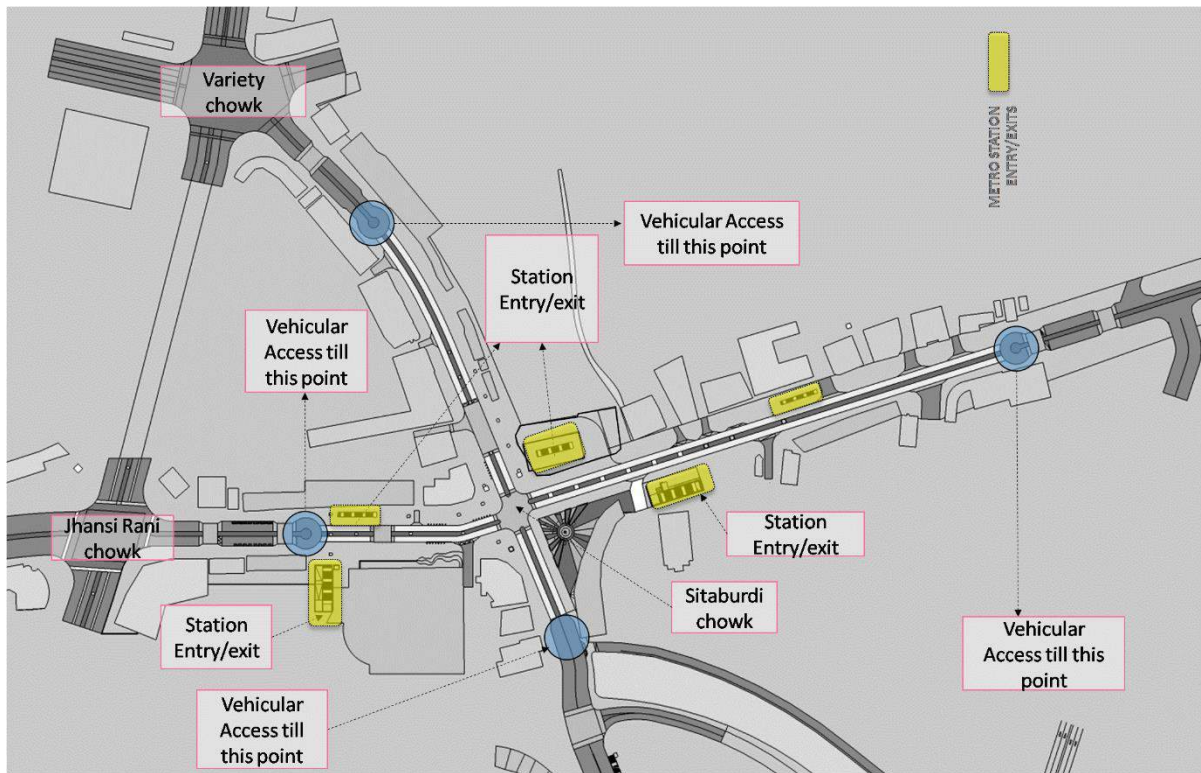 Variety
chowk
METRO STATION
ENTRY/EXITS
Vehicular Access
till this point
Station
Entry/exit
Vehicular
Access till
this point
Jhansi Rani
chowk
Station
Entry/exit
Station
Entry/exit
Sitaburdi
chowk
Vehicular
Access till this
point
Vehicular
Access till
this point